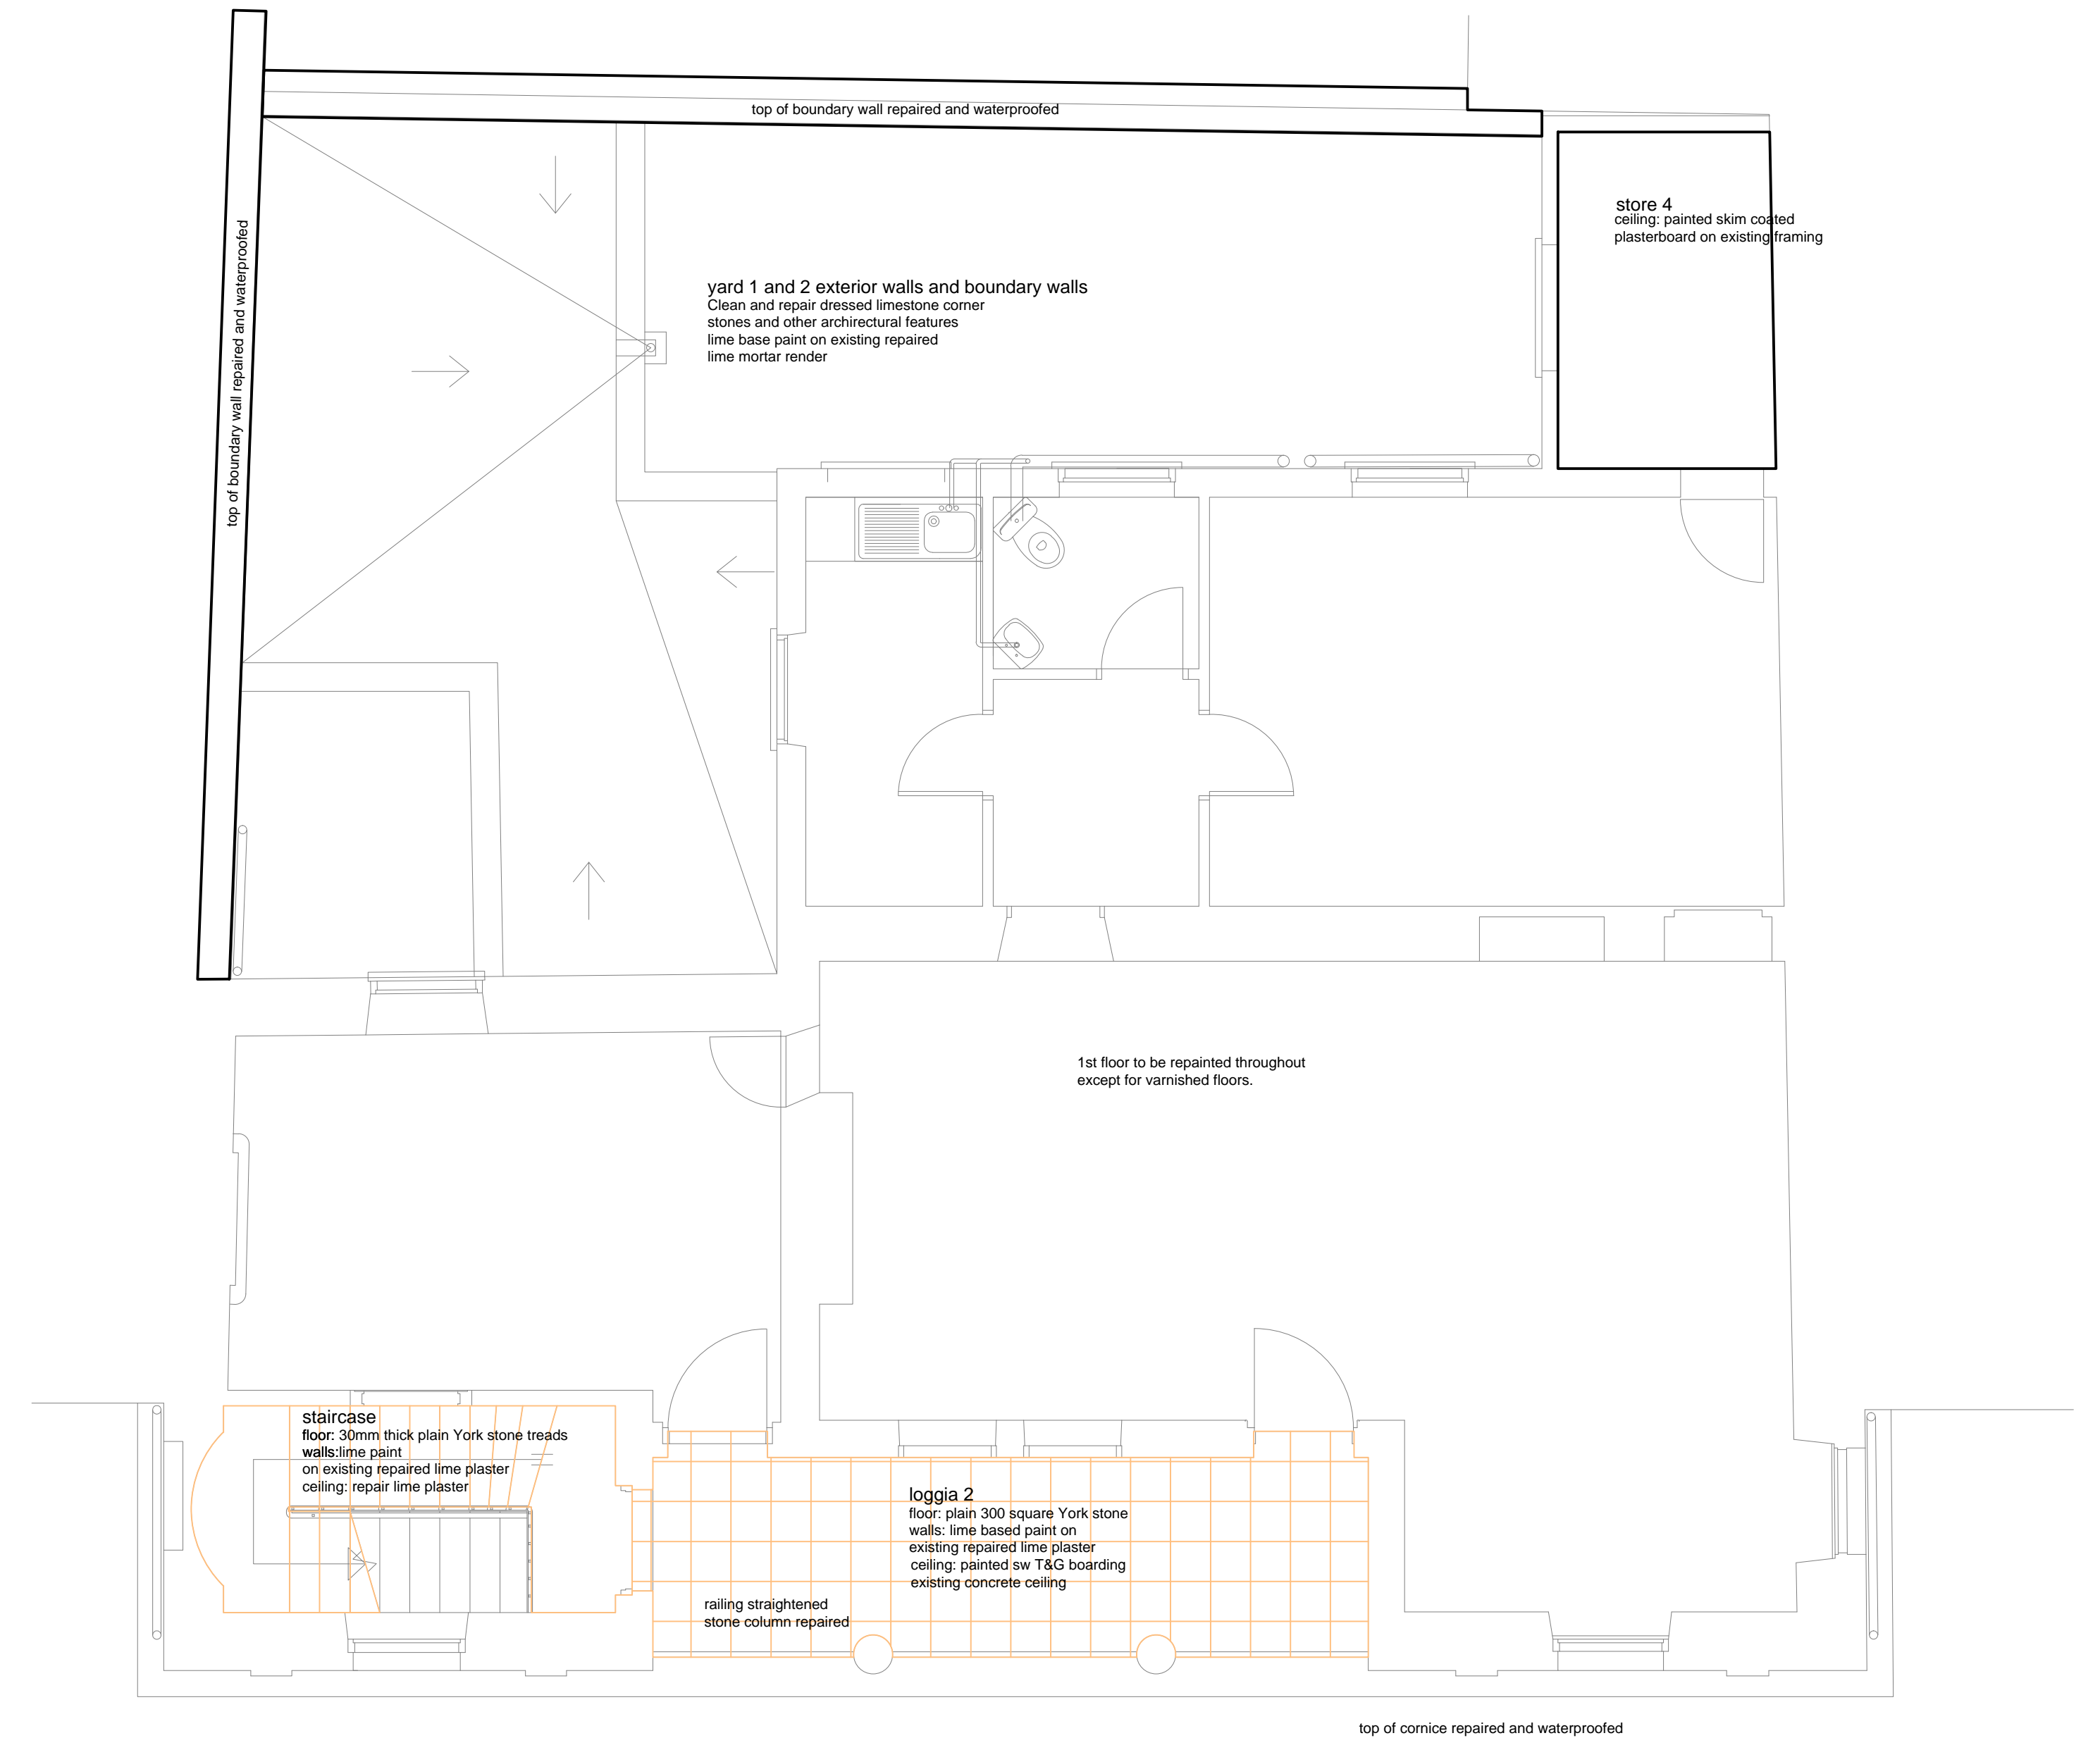 top of boundary wall repaired and waterproofed
top of boundary wall repaired and waterproofed
store 4
ceiling: painted skim coated
plasterboard on existing framing
yard 1 and 2 exterior walls and boundary walls
Clean and repair dressed limestone corner
stones and other archirectural features
lime base paint on existing repaired
lime mortar render
1st floor to be repainted throughout
except for varnished floors.
staircase
floor: 30mm thick plain York stone treads
walls:lime paint
on existing repaired lime plaster
ceiling: repair lime plaster
loggia 2
floor: plain 300 square York stone
walls: lime based paint on
existing repaired lime plaster
ceiling: painted sw T&G boarding
existing concrete ceiling
railing straightened
stone column repaired
top of cornice repaired and waterproofed